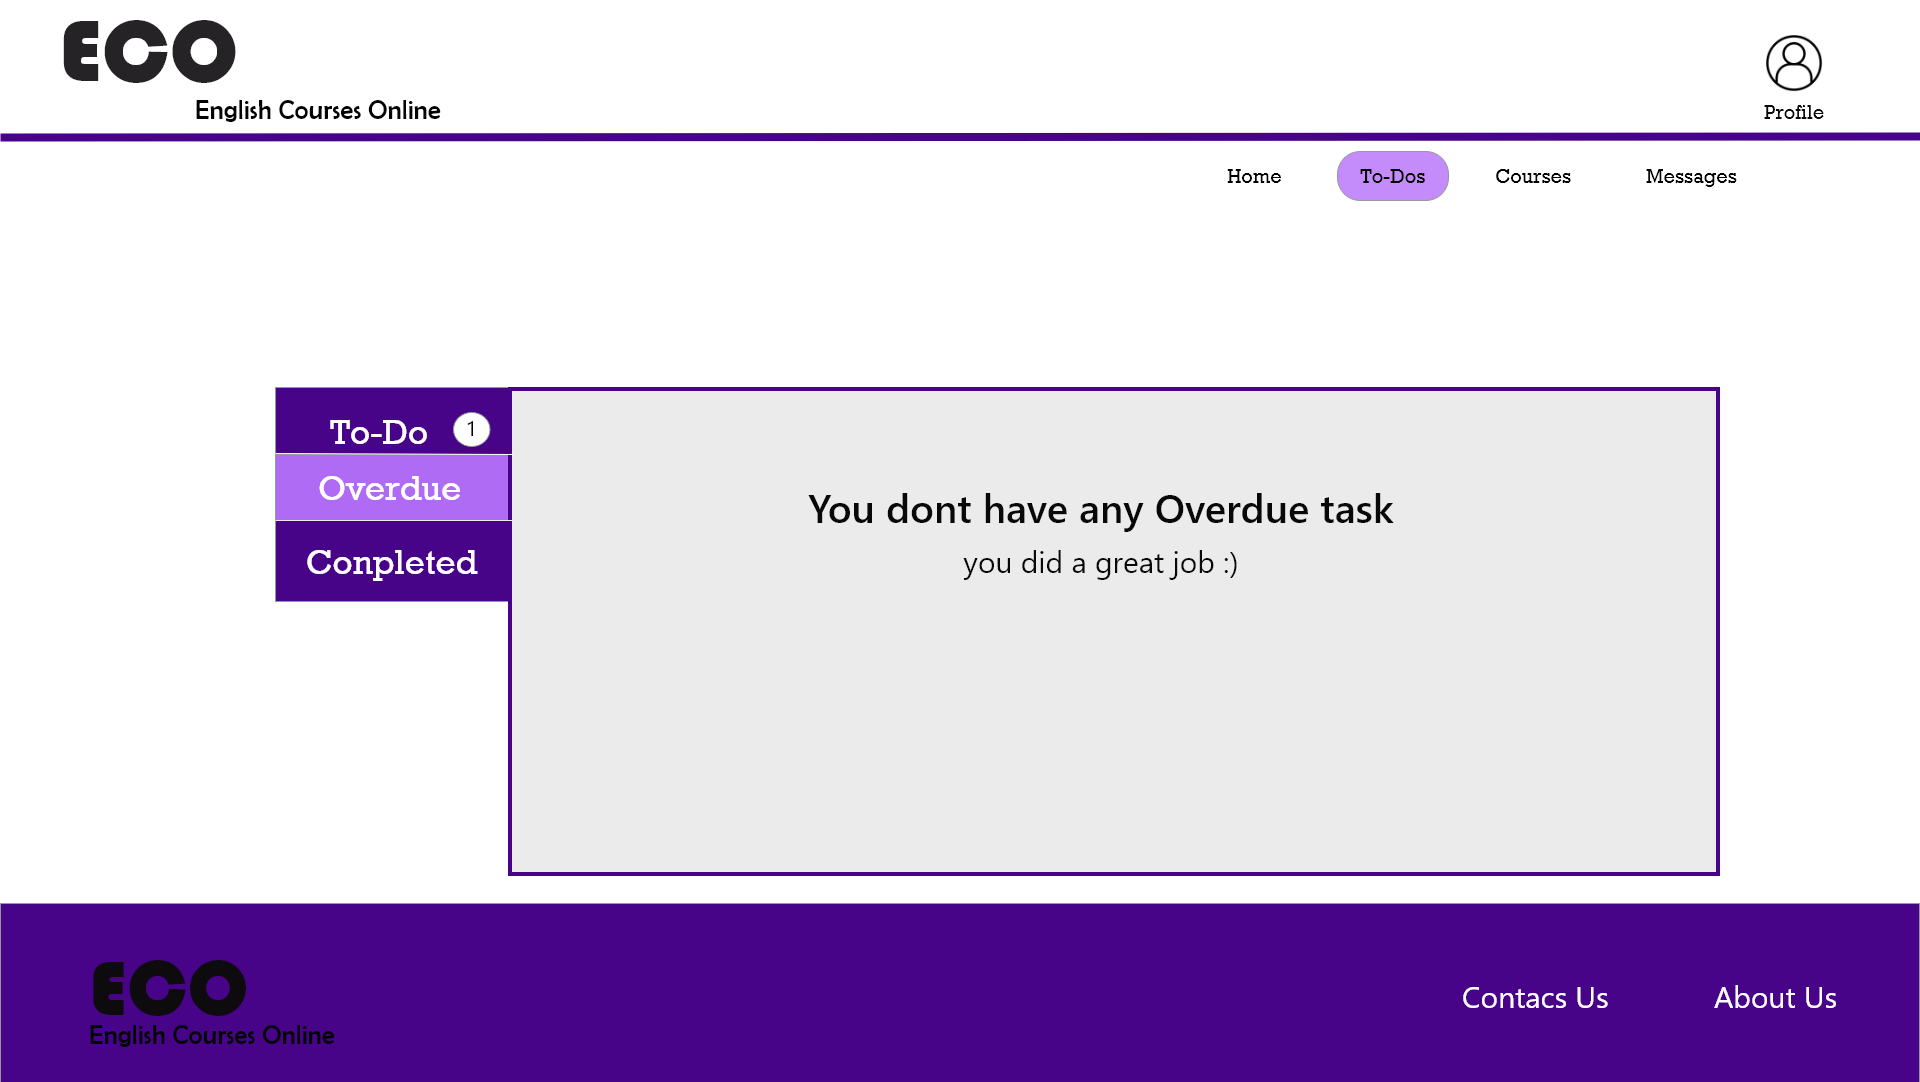 ECO
English Courses Online
Profile
Home To-Dos Courses Messages
To-Do 1
Overdue
Conpleted
You dont have any Overdue task
you did a great job :)
ECO
English Courses Online
Contacs Us About Us